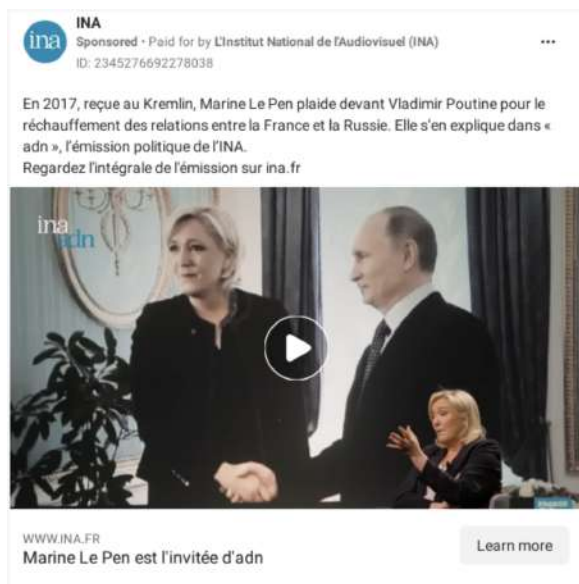 INA
ina
Sponsored • Paid for by L'Institut National de l'Audiovisuel (INA)
ID: 2345276692278038
En 2017, reçue au Kremlin, Marine Le Pen plaide devant Vladimir Poutine pour le
réchauffement des relations entre la France et la Russie. Elle s'en explique dans «
adn », l'émission politique de l'INA.
Regardez l'intégrale de l'émission sur ina.fr
ina
adn
WWW.INA.FR
Marine Le Pen est l'invitée d'adn
Learn more